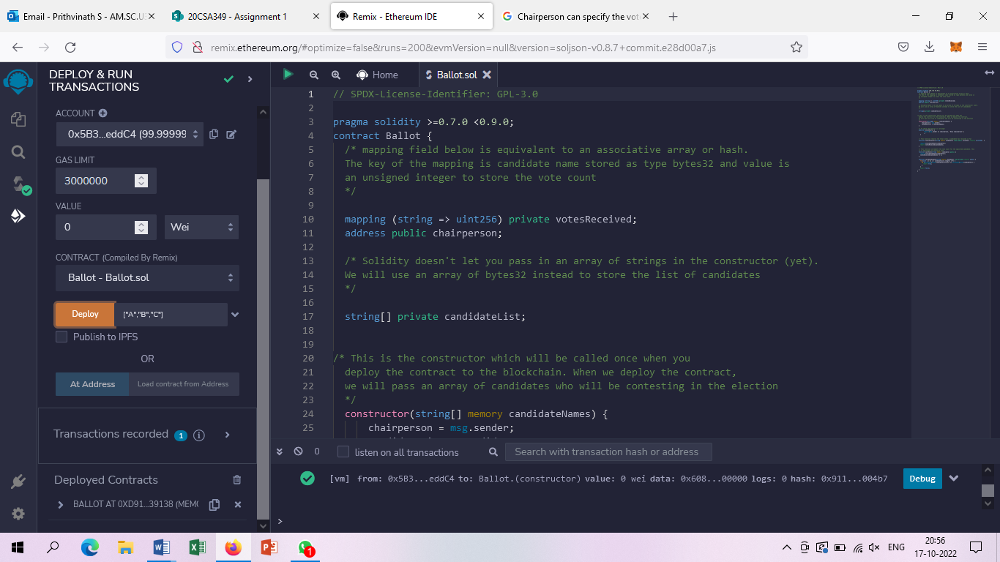 Email - Prithvinath S - AM.SC.U
20CSA349 - Assignment 1
Remix - Ethereum IDE
Chairperson can specify the vot
remix.ethereum.org/#optimize=false&runs=200&evmVersion=null&version=soljson-v0.8.7+commit.e28d00a7.js
DEPLOY & RUN
TRANSACTIONS
ACCOUNT
0x5B3...eddC4 (99.99999
GAS LIMIT
3000000
VALUE
0
Wei
CONTRACT (Compiled By Remix)
Ballot - Ballot.sol
Deploy
["A","B","C"]
Publish to IPFS
OR
At Address
Load contract from Address
Transactions recorded 1
Deployed Contracts
BALLOT AT 0XD91...39138 (MEMO
Home
Ballot.sol
1 // SPDX-License-Identifier: GPL-3.0
2
3 pragma solidity >=0.7.0 <0.9.0;
4 contract Ballot {
5 /* mapping field below is equivalent to an associative array or hash.
6 The key of the mapping is candidate name stored as type bytes32 and value is
7 an unsigned integer to store the vote count
8 */
9
10 mapping (string => uint256) private votesReceived;
11 address public chairperson;
12
13 /* Solidity doesn't let you pass in an array of strings in the constructor (yet).
14 We will use an array of bytes32 instead to store the list of candidates
15 */
16
17 string[] private candidateList;
18
19
20 /* This is the constructor which will be called once when you
21 deploy the contract to the blockchain. When we deploy the contract,
22 we will pass an array of candidates who will be contesting in the election
23 */
24 constructor(string[] memory candidateNames) {
25 chairperson = msg.sender;
0
listen on all transactions
Search with transaction hash or address
[vm] from: 0x5B3...eddC4 to: Ballot.(constructor) value: 0 wei data: 0x608...00000 logs: 0 hash: 0x911...004b7
Debug
>
1
ENG
20:56
17-10-2022